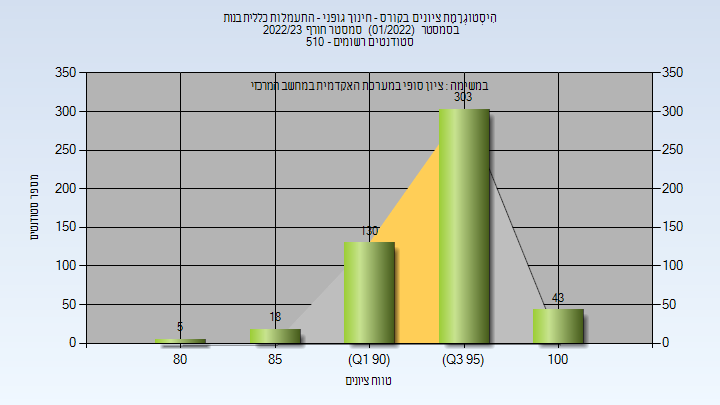 היסטוגרמת ציונים בקורס - חינוך גופני - התעמלות כללית בנות
בסמסטר (01/2022) סמסטר חורף 2022/23
סטודנטים רשומים - 510
במשימה : ציון סופי במערכת האקדמית במחשב המרכזי
350 350
300 300
250 250
200 200
150 150
100 100
50 50
0 0
5
18
130
303
43
80
85
(Q1 90)
(Q3 95)
100
מספר סטודנטים
טווח ציונים